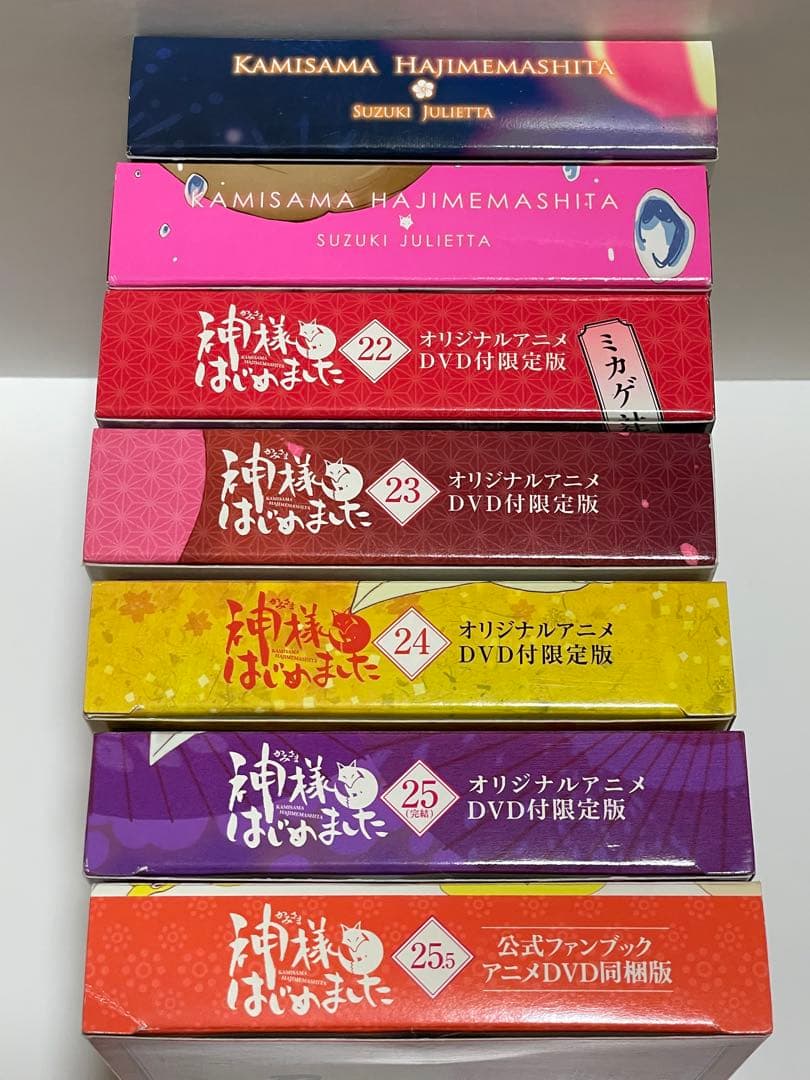 KAMISAMA HAJIMEMASHITA
SUZUKI JULIETTA
KAMISAMA HAJIMEMASHITA
SUZUKI JULIETTA
かみさま
神様
はじめました
KAMISAMA
HAJIMEMASHITA
22
オリジナルアニメ
DVD付限定版
ミカゲ社
かみさま
神様
はじめました
KAMISAMA
HAJIMEMASHITA
23
オリジナルアニメ
DVD付限定版
かみさま
神様
はじめました
KAMISAMA
HAJIMEMASHITA
24
オリジナルアニメ
DVD付限定版
かみさま
神様
はじめました
KAMISAMA
HAJIMEMASHITA
25
(完結)
オリジナルアニメ
DVD付限定版
かみさま
神様
はじめました
KAMISAMA
HAJIMEMASHITA
25.5
公式ファンブック
アニメDVD同梱版